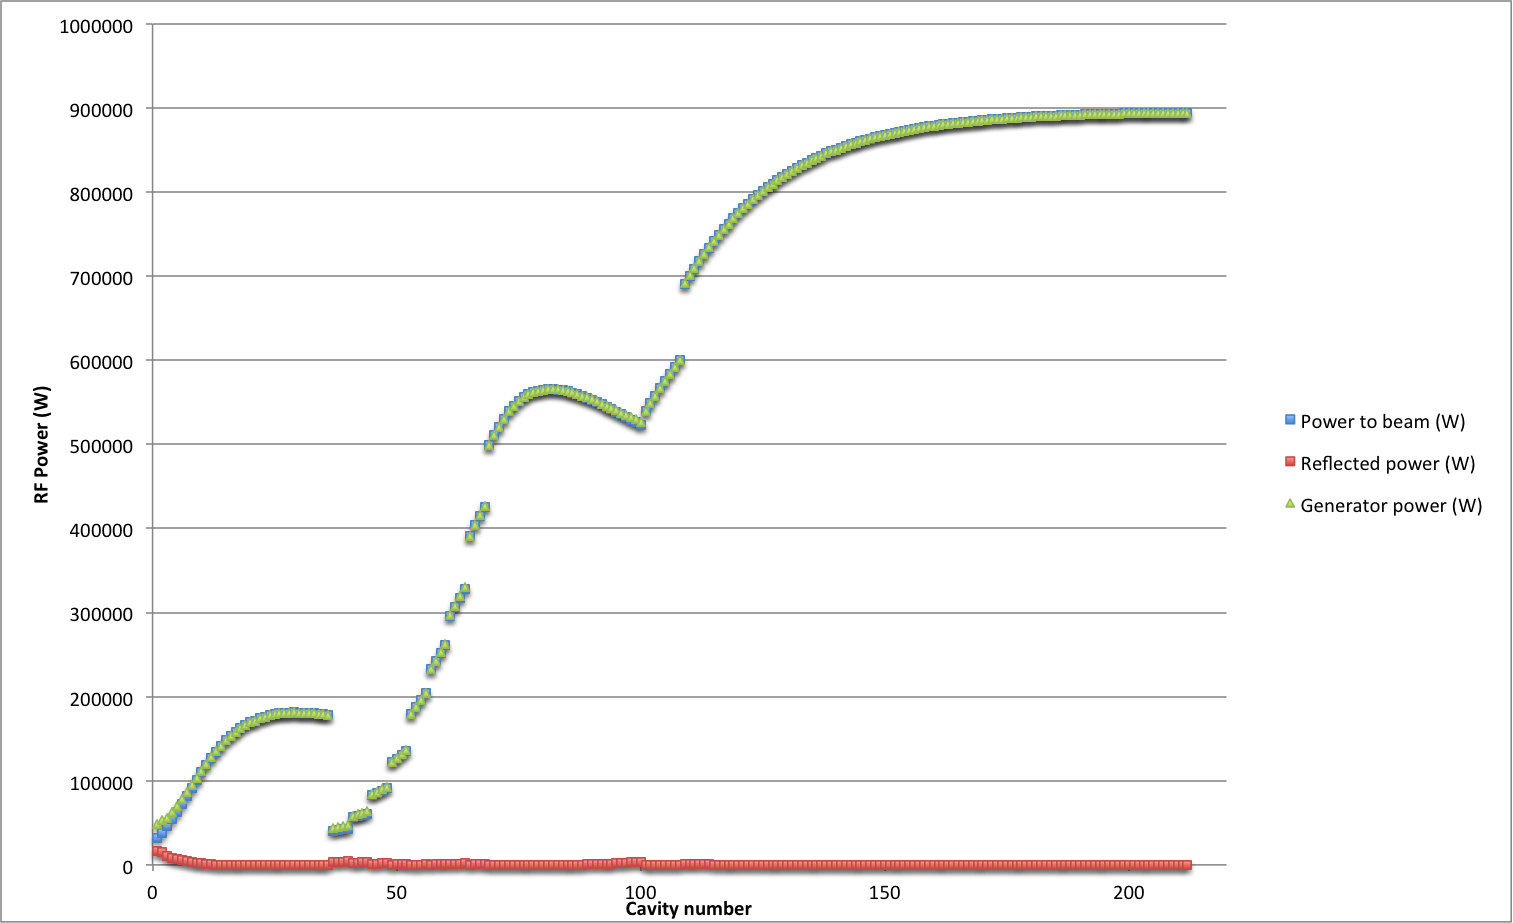 1000000
900000
800000
700000
600000
500000
400000
300000
200000
100000
0
RF Power (W)
0 50 100 150 200
Cavity number
Power to beam (W)
Reflected power (W)
Generator power (W)